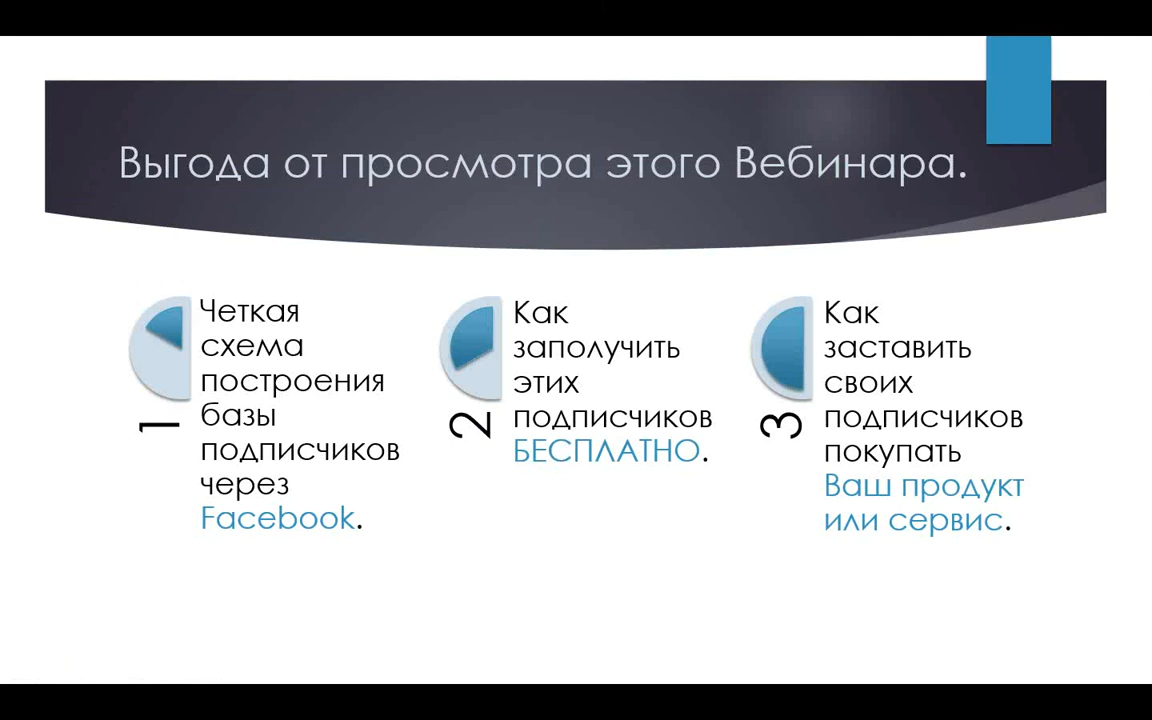 Выгода от просмотра этого Вебинара.
1
Четкая
схема
построения
базы
подписчиков
через
Facebook.
2
Как
заполучить
этих
подписчиков
БЕСПЛАТНО.
3
Как
заставить
своих
подписчиков
покупать
Ваш продукт
или сервис.